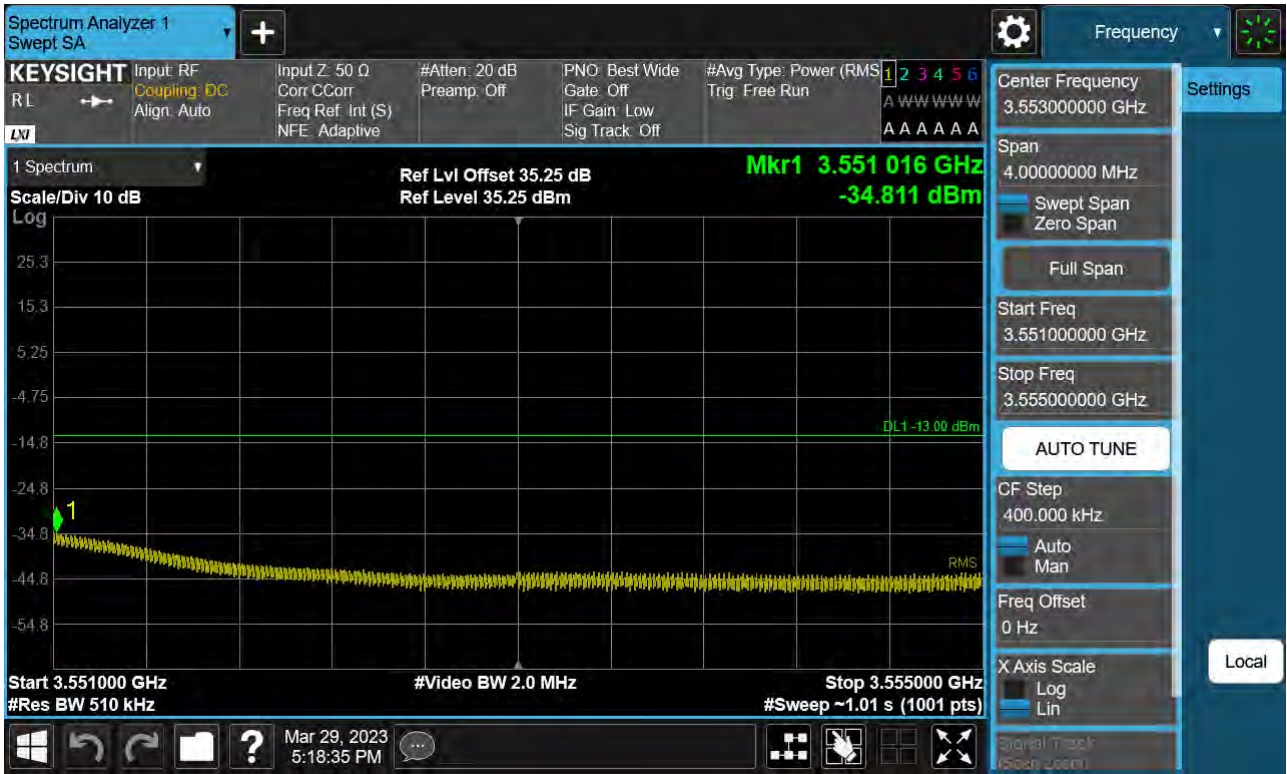 Spectrum Analyzer 1
Swept SA
Frequency
KEYSIGHT
RL
LXI
Input: RF
Coupling: DC
Align: Auto
Input Z: 50 Ω
Corr CCorr
Freq Ref: Int (S)
NFE: Adaptive
#Atten: 20 dB
Preamp: Off
PNO: Best Wide
Gate: Off
IF Gain: Low
Sig Track: Off
#Avg Type: Power (RMS
Trig: Free Run
1 2 3 4 5 6
A W W W W W
A A A A A A
1 Spectrum
Scale/Div 10 dB
Log
Ref Lvl Offset 35.25 dB
Ref Level 35.25 dBm
Mkr1 3.551 016 GHz
-34.811 dBm
25.3
15.3
5.25
-4.75
DL1 -13.00 dBm
-14.8
-24.8
1
-34.8
RMS
-44.8
-54.8
Start 3.551000 GHz
#Res BW 510 kHz
#Video BW 2.0 MHz
Stop 3.555000 GHz
#Sweep ~1.01 s (1001 pts)
Center Frequency
3.553000000 GHz
Span
4.00000000 MHz
Swept Span
Zero Span
Full Span
Start Freq
3.551000000 GHz
Stop Freq
3.555000000 GHz
AUTO TUNE
CF Step
400.000 kHz
Auto
Man
Freq Offset
0 Hz
X Axis Scale
Log
Lin
Signal Track
(Span Zoom)
Settings
Local
Mar 29, 2023
5:18:35 PM